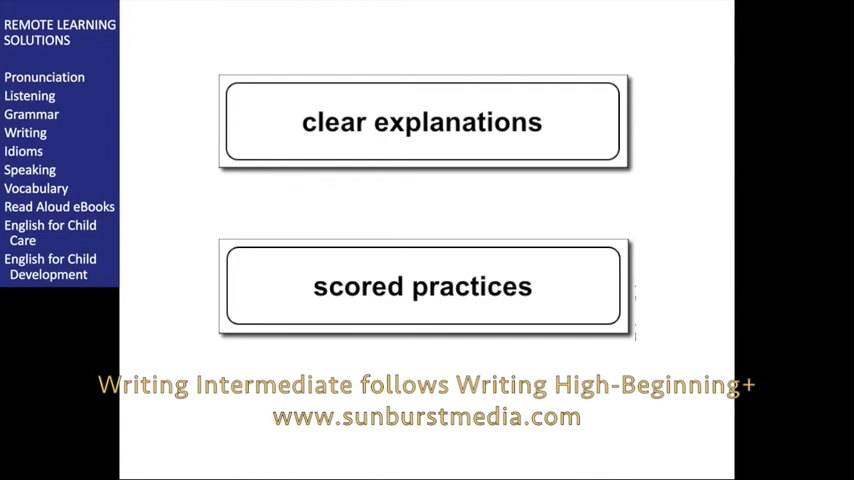 REMOTE LEARNING
SOLUTIONS
Pronunciation
Listening
Grammar
Writing
Idioms
Speaking
Vocabulary
Read Aloud eBooks
English for Child
Care
English for Child
Development
clear explanations
scored practices
Writing Intermediate follows Writing High-Beginning+
www.sunburstmedia.com